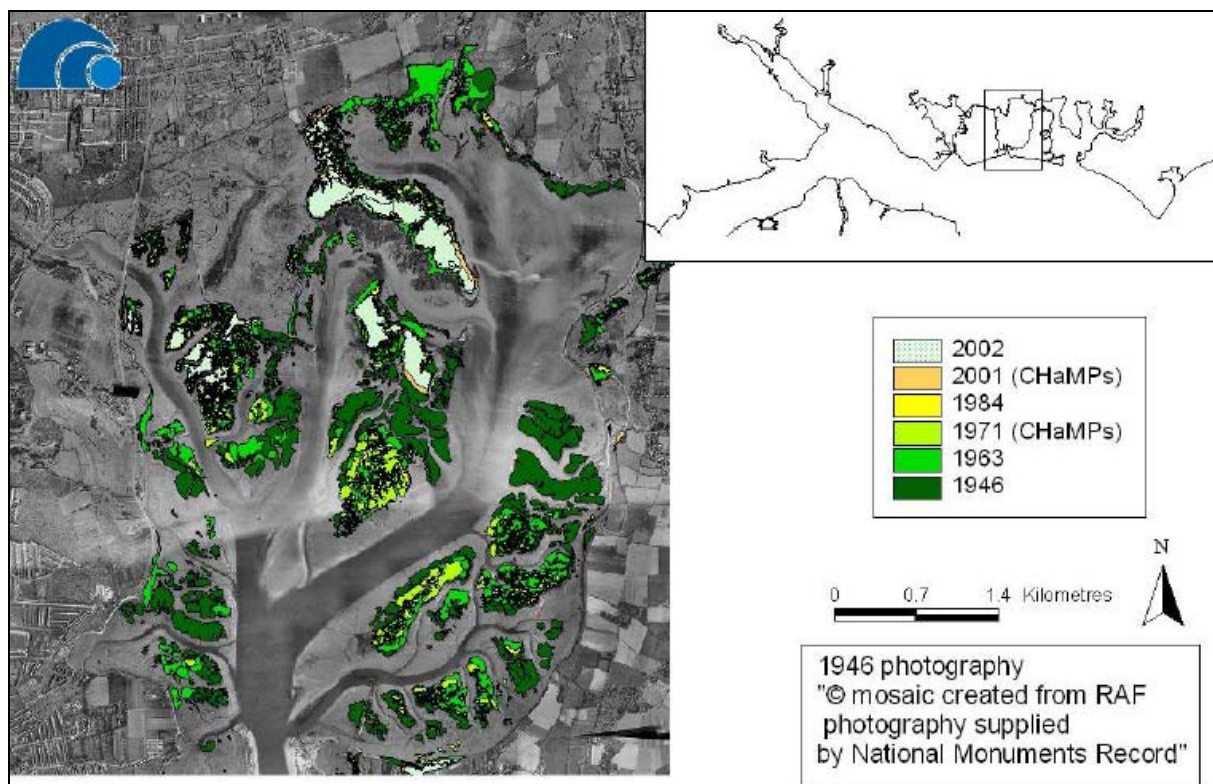 2002
2001 (CHaMPs)
1984
1971 (CHaMPs)
1963
1946
N
0 0.7 1.4 Kilometres
1946 photography
"© mosaic created from RAF
photography supplied
by National Monuments Record"